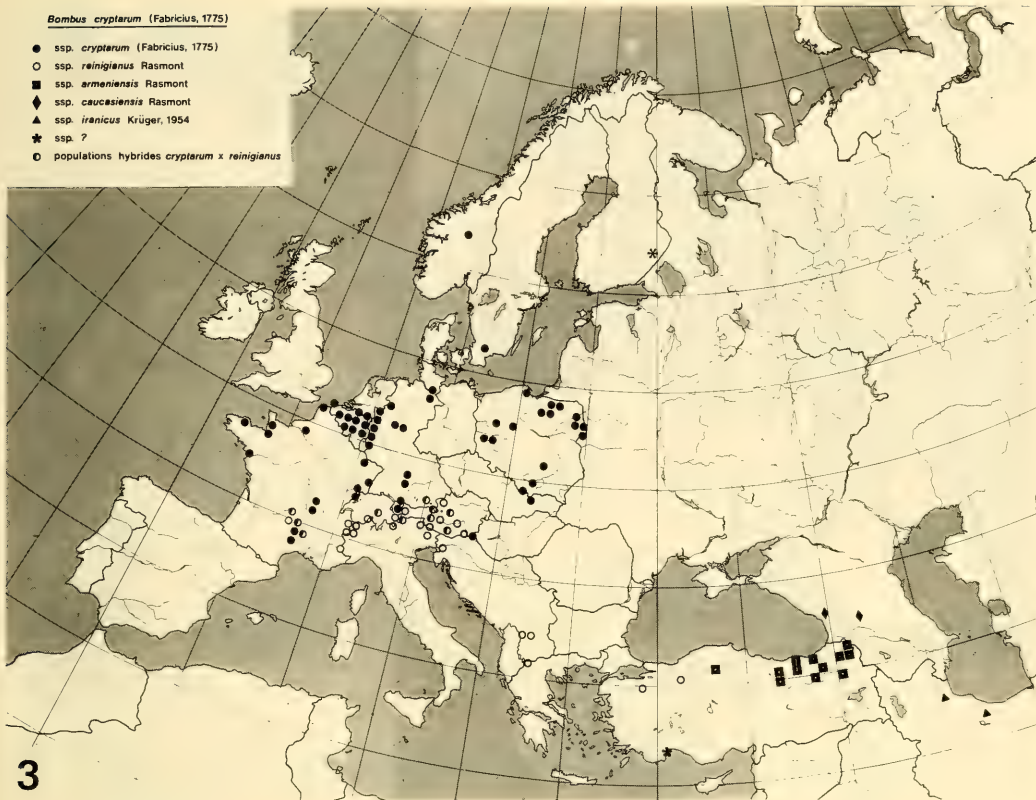 Bombus cryptarum (Fabricius, 1775)
ssp. cryptarum (Fabricius, 1775)
ssp. reinigianus Rasmont
ssp. armeniensis Rasmont
ssp. caucasiensis Rasmont
ssp. iranicus Krüger, 1954
ssp. ?
populations hybrides cryptarum x reinigianus
3